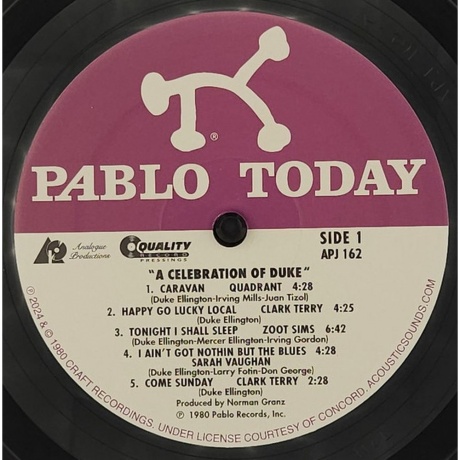 ®
PABLO TODAY
Analogue
Productions
QUALITY
RECORD
PRESSINGS
SIDE 1
APJ 162
"A CELEBRATION OF DUKE"
1. CARAVAN QUADRANT 4:28
(Duke Ellington-Irving Mills-Juan Tizol)
2. HAPPY GO LUCKY LOCAL CLARK TERRY 4:25
(Duke Ellington)
3. TONIGHT I SHALL SLEEP ZOOT SIMS 6:42
(Duke Ellington-Mercer Ellington-Irving Gordon)
4. I AIN'T GOT NOTHIN BUT THE BLUES 4:28
SARAH VAUGHAN
(Duke Ellington-Larry Fotin-Don George)
5. COME SUNDAY CLARK TERRY 2:28
(Duke Ellington)
Produced by Norman Granz
℗ 1980 Pablo Records, Inc.
℗ 2024 & © 1980 CRAFT RECORDINGS. UNDER LICENSE COURTESY OF CONCORD. ACOUSTICSOUNDS.COM